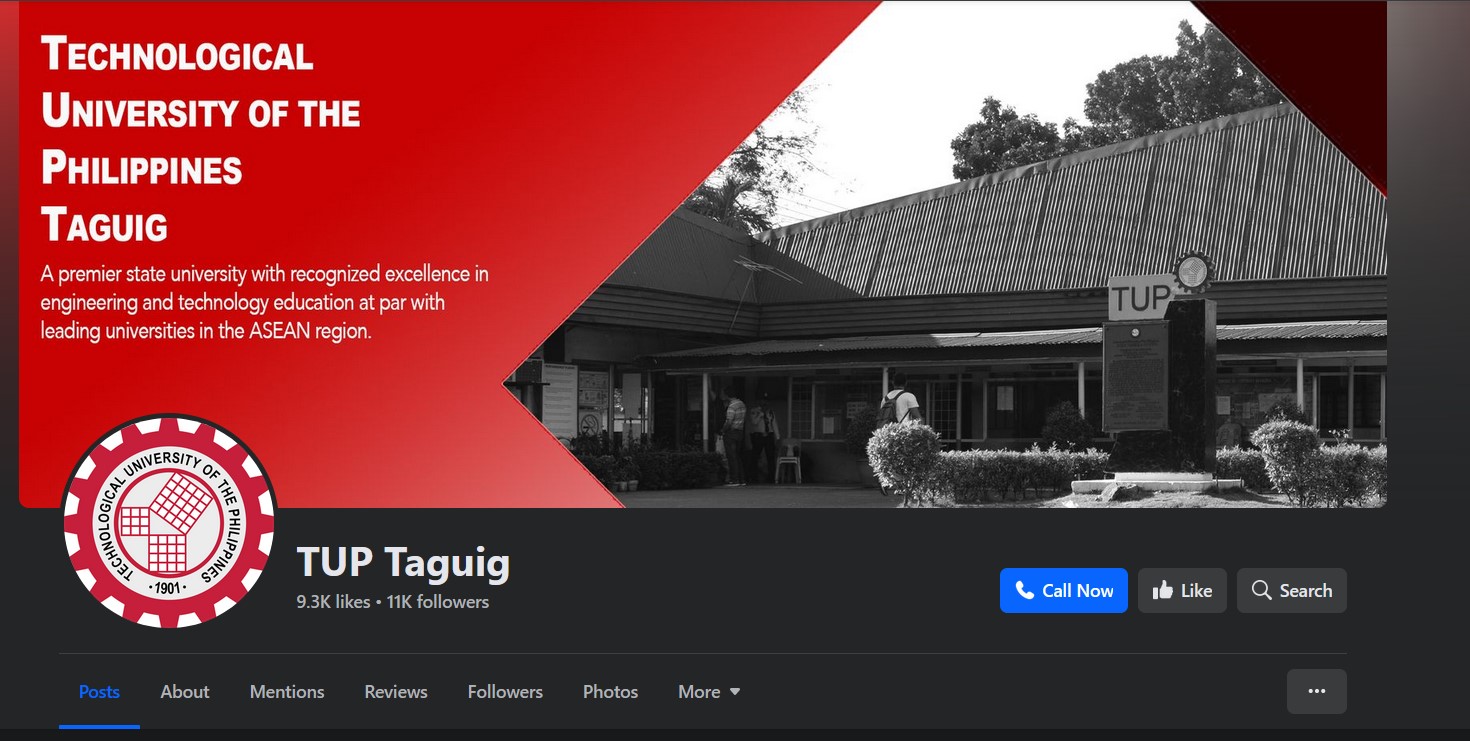 TECHNOLOGICAL
UNIVERSITY OF THE
PHILIPPINES
TAGUIG
A premier state university with recognized excellence in
engineering and technology education at par with
leading universities in the ASEAN region.
TUP
TECHNOLOGICAL UNIVERSITY OF THE PHILIPPINES
· 1901 ·
TUP Taguig
9.3K likes • 11K followers
Call Now
Like
Search
Posts About Mentions Reviews Followers Photos More